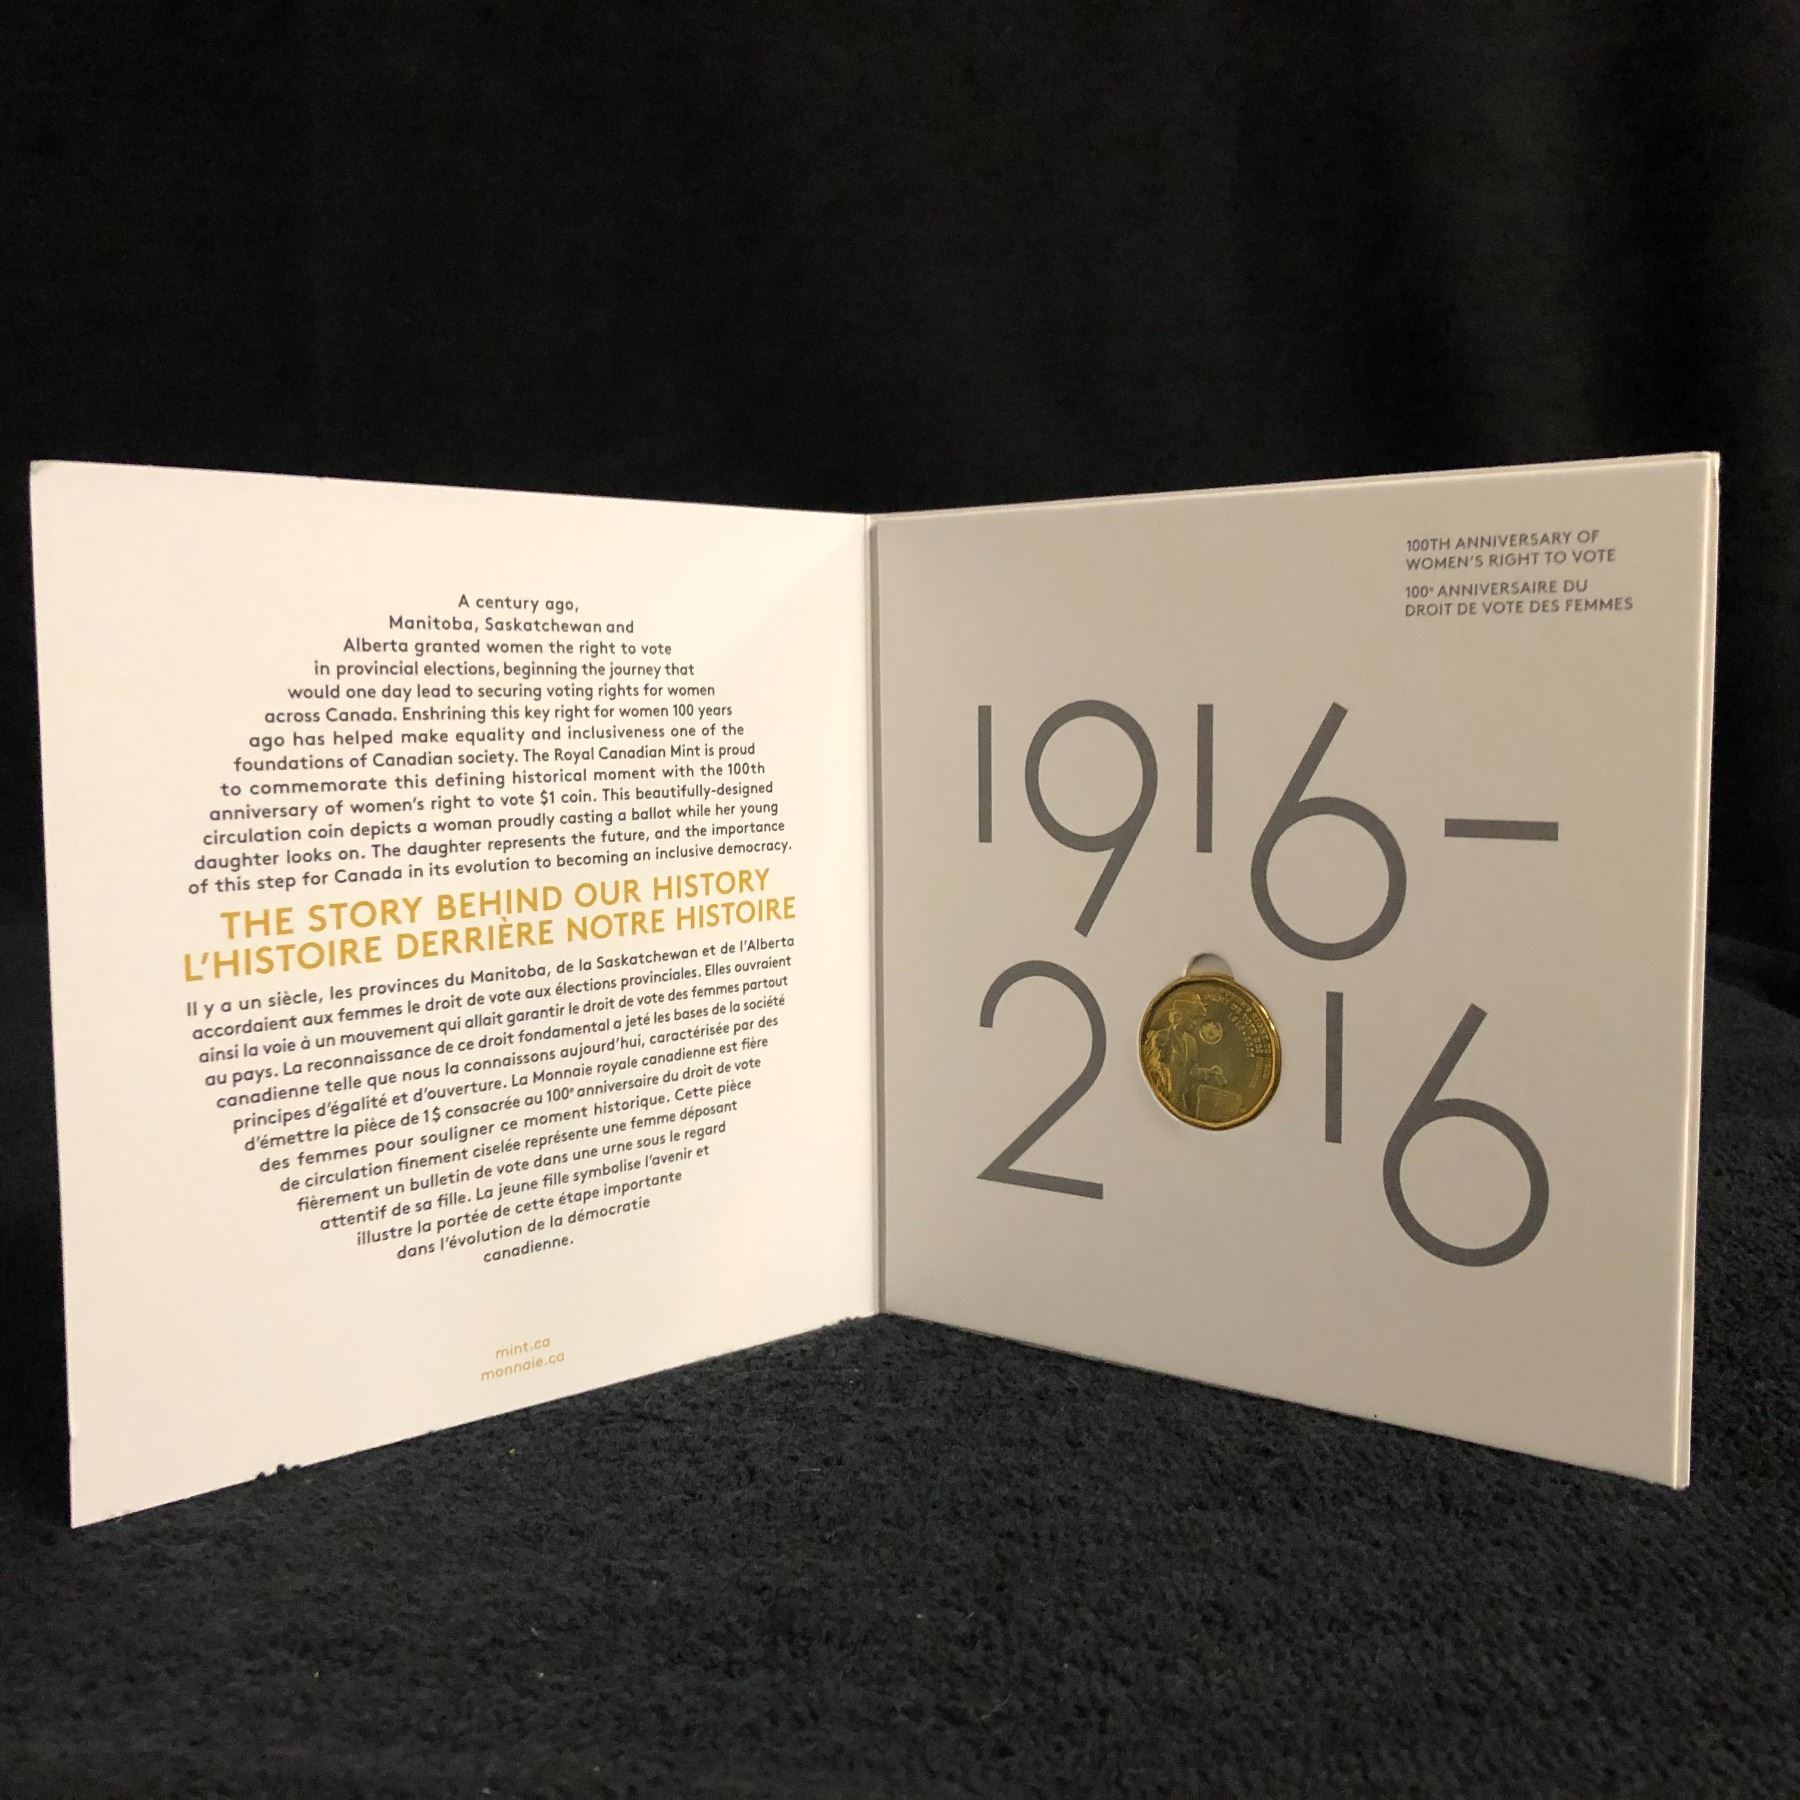 A century ago,
Manitoba, Saskatchewan and
Alberta granted women the right to vote
in provincial elections, beginning the journey that
would one day lead to securing voting rights for women
across Canada. Enshrining this key right for women 100 years
ago has helped make equality and inclusiveness one of the
foundations of Canadian society. The Royal Canadian Mint is proud
to commemorate this defining historical moment with the 100th
anniversary of women's right to vote $1 coin. This beautifully-designed
circulation coin depicts a woman proudly casting a ballot while her young
daughter looks on. The daughter represents the future, and the importance
of this step for Canada in its evolution to becoming an inclusive democracy.
THE STORY BEHIND OUR HISTORY
L'HISTOIRE DERRIÈRE NOTRE HISTOIRE
Il y a un siècle, les provinces du Manitoba, de la Saskatchewan et de l'Alberta
accordaient aux femmes le droit de vote aux élections provinciales. Elles ouvraient
ainsi la voie à un mouvement qui allait garantir le droit de vote des femmes partout
au pays. La reconnaissance de ce droit fondamental a jeté les bases de la société
canadienne telle que nous la connaissons aujourd'hui, caractérisée par des
principes d'égalité et d'ouverture. La Monnaie royale canadienne est fière
d'émettre la pièce de 1 $ consacrée au 100e anniversaire du droit de vote
des femmes pour souligner ce moment historique. Cette pièce
de circulation finement ciselée représente une femme déposant
fièrement un bulletin de vote dans une urne sous le regard
attentif de sa fille. La jeune fille symbolise l'avenir et
illustre la portée de cette étape importante
dans l'évolution de la démocratie
canadienne.
mint.ca
monnaie.ca
100TH ANNIVERSARY OF
WOMEN'S RIGHT TO VOTE
100e ANNIVERSAIRE DU
DROIT DE VOTE DES FEMMES
1916–
2016